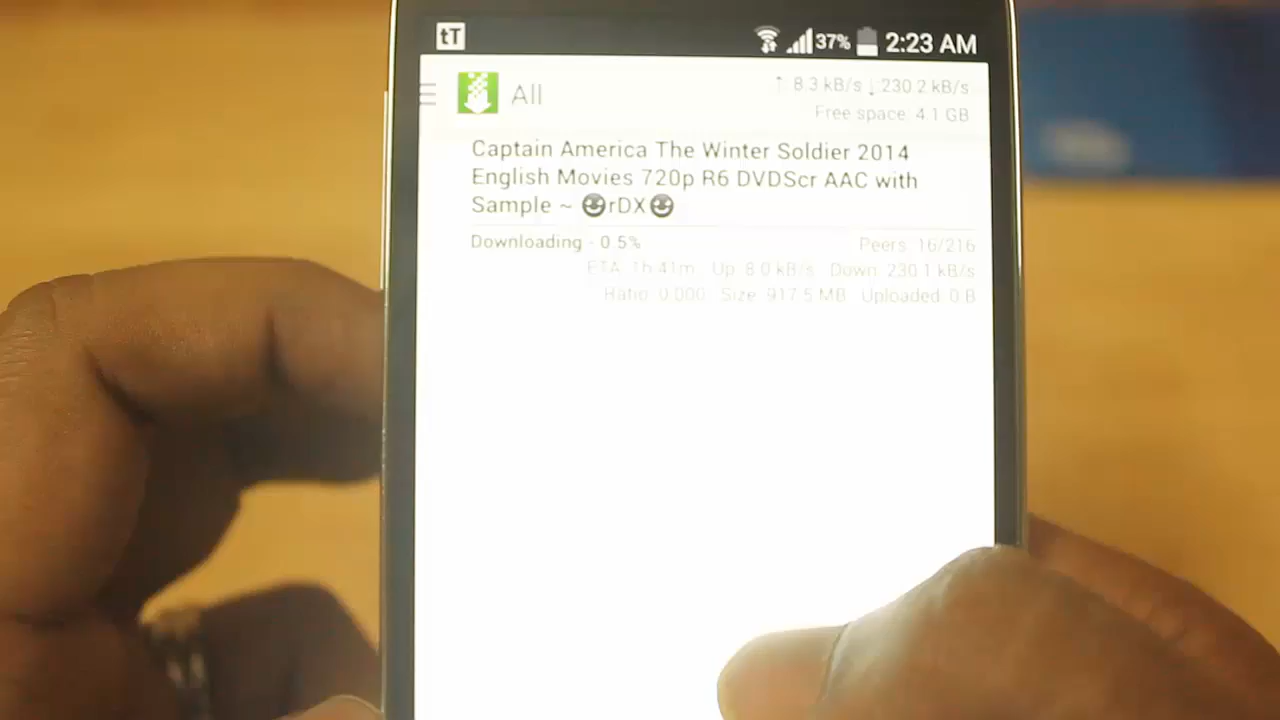 tT 37% 2:23 AM
All
↑ 8.3 kB/s ↓ 230.2 kB/s
Free space: 4.1 GB
Captain America The Winter Soldier 2014
English Movies 720p R6 DVDScr AAC with
Sample ~ 😄rDX😄
Downloading - 0.5% Peers: 16/216
ETA: 1h 41m Up: 8.0 kB/s Down: 230.1 kB/s
Ratio: 0.000 Size: 917.5 MB Uploaded: 0 B